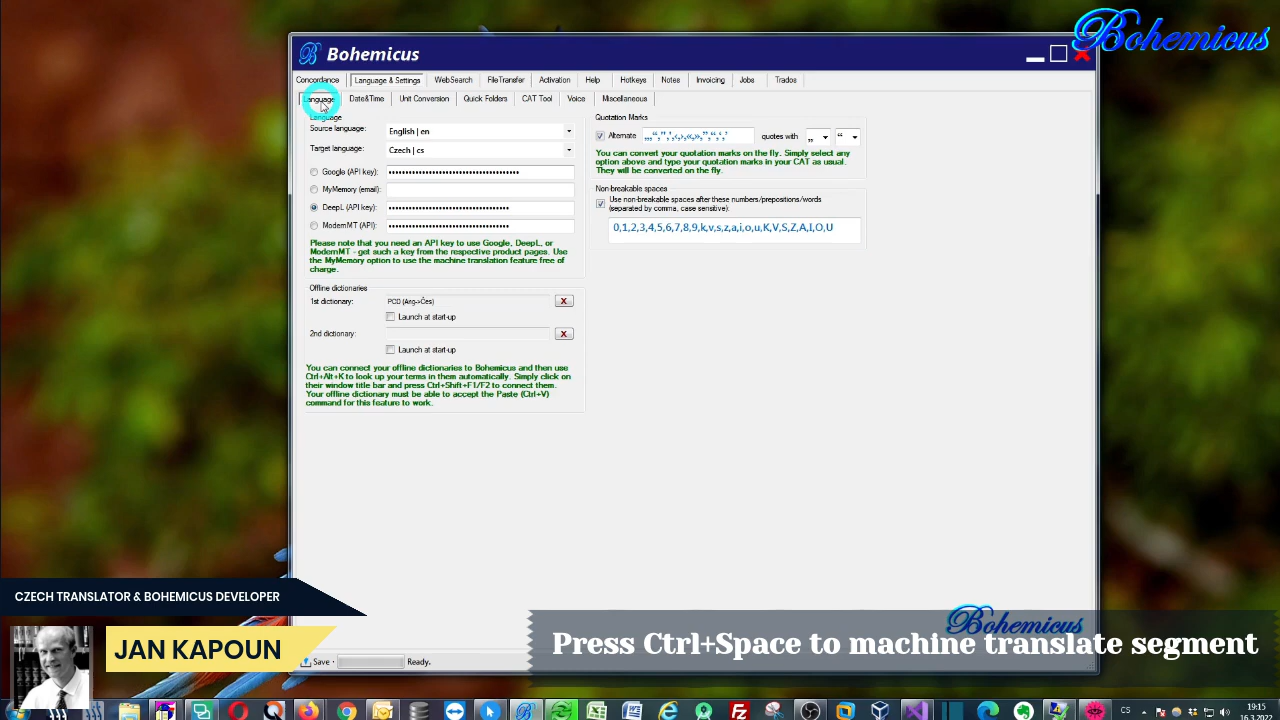 Bohemicus
Bohemicus
Concordance Language & Settings WebSearch FileTransfer Activation Help Hotkeys Notes Invoicing Jobs Trados
Language Date&Time Unit Conversion Quick Folders CAT Tool Voice Miscellaneous
Language
Source language: English | en
Target language: Czech | cs
Google (API key): ••••••••••••••••••••••••••••••••••••••
MyMemory (email):
DeepL (API key): •••••••••••••••••••••••••••••••••••
ModernMT (API): •••••••••••••••••••••••••••••••••••
Please note that you need an API key to use Google, DeepL, or
ModernMT - get such a key from the respective product pages. Use
the MyMemory option to use the machine translation feature free of
charge.
Offline dictionaries
1st dictionary: PCD (Ang->Čes) X
Launch at start-up
2nd dictionary: X
Launch at start-up
You can connect your offline dictionaries to Bohemicus and then use
Ctrl+Alt+K to look up your terms in them automatically. Simply click on
their window title bar and press Ctrl+Shift+F1/F2 to connect them.
Your offline dictionary must be able to accept the Paste (Ctrl+V)
command for this feature to work.
Quotation Marks
Alternate quotes with „ “
You can convert your quotation marks on the fly. Simply select any
option above and type your quotation marks in your CAT as usual.
They will be converted on the fly.
Non-breakable spaces
Use non-breakable spaces after these numbers/prepositions/words
(separated by comma, case sensitive):
0,1,2,3,4,5,6,7,8,9,k,v,s,z,a,i,o,u,K,V,S,Z,A,I,O,U
CZECH TRANSLATOR & BOHEMICUS DEVELOPER
JAN KAPOUN
Bohemicus
Press Ctrl+Space to machine translate segment
Save Ready.
CS 19:15
16.3.2022